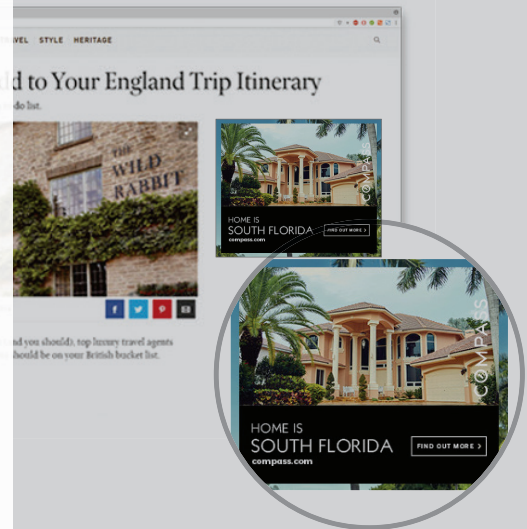 VEL STYLE HERITAGE
d to Your England Trip Itinerary
do list.
THE
WILD
RABBIT
COMPASS
HOME IS
SOUTH FLORIDA
FIND OUT MORE >
compass.com
nd you should), top luxury travel agents
should be on your British bucket list.
COMPASS
HOME IS
SOUTH FLORIDA
FIND OUT MORE >
compass.com